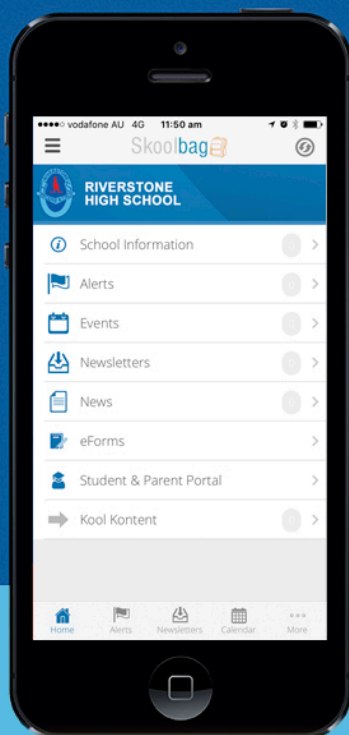 vodafone AU 4G 11:50 am
Skoolbag
RIVERSTONE
HIGH SCHOOL
School Information
Alerts
Events
Newsletters
News
eForms
Student & Parent Portal
Kool Kontent
Home Alerts Newsletters Calendar More